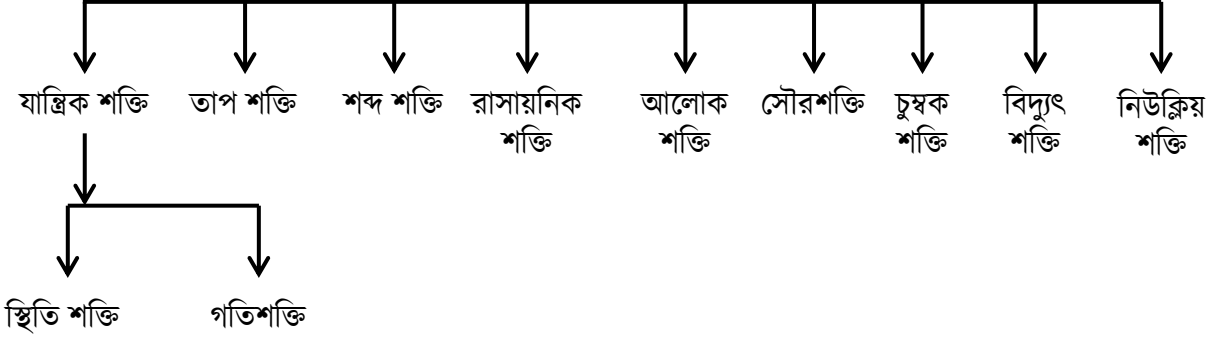 যান্ত্রিক শক্তি তাপ শক্তি শব্দ শক্তি রাসায়নিক আলোক সৌরশক্তি চুম্বক বিদ্যুৎ নিউক্লিয়
শক্তি শক্তি শক্তি শক্তি শক্তি
স্থিতি শক্তি গতিশক্তি